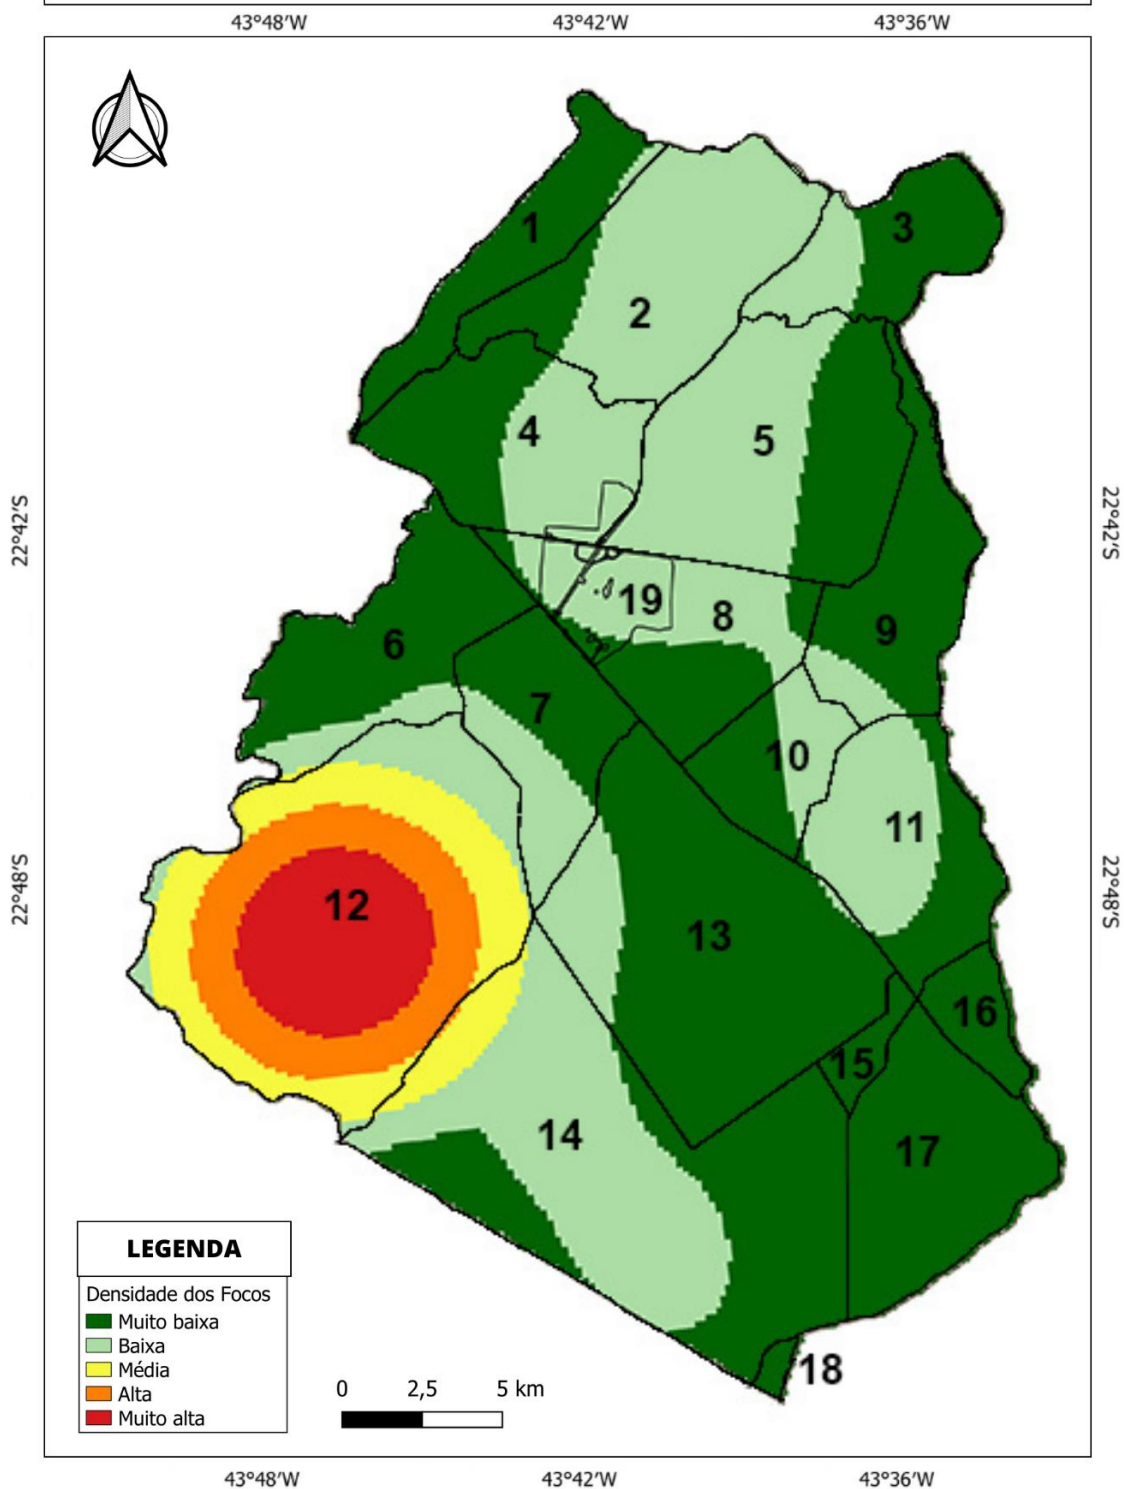 43°48'W 43°42'W 43°36'W
1
3
2
4
5
22°42'S 22°42'S
19
8
9
6
7
10
11
22°48'S 22°48'S
12
13
16
15
14
17
LEGENDA
Densidade dos Focos
Muito baixa
Baixa
Média
Alta
Muito alta
0 2,5 5 km
18
43°48'W 43°42'W 43°36'W